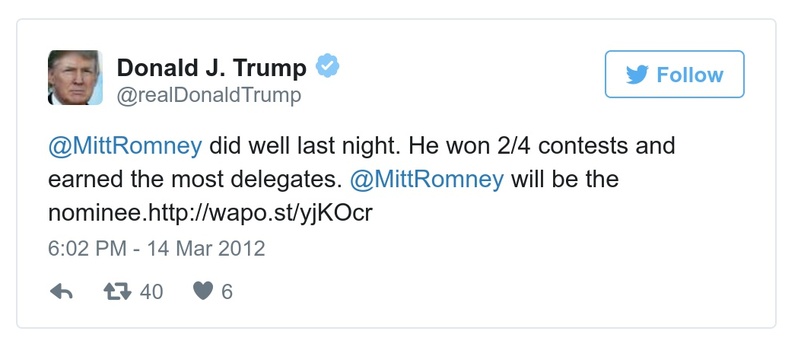 Donald J. Trump
@realDonaldTrump
Follow
@MittRomney did well last night. He won 2/4 contests and
earned the most delegates. @MittRomney will be the
nominee.http://wapo.st/yjKOcr
6:02 PM - 14 Mar 2012
40 6